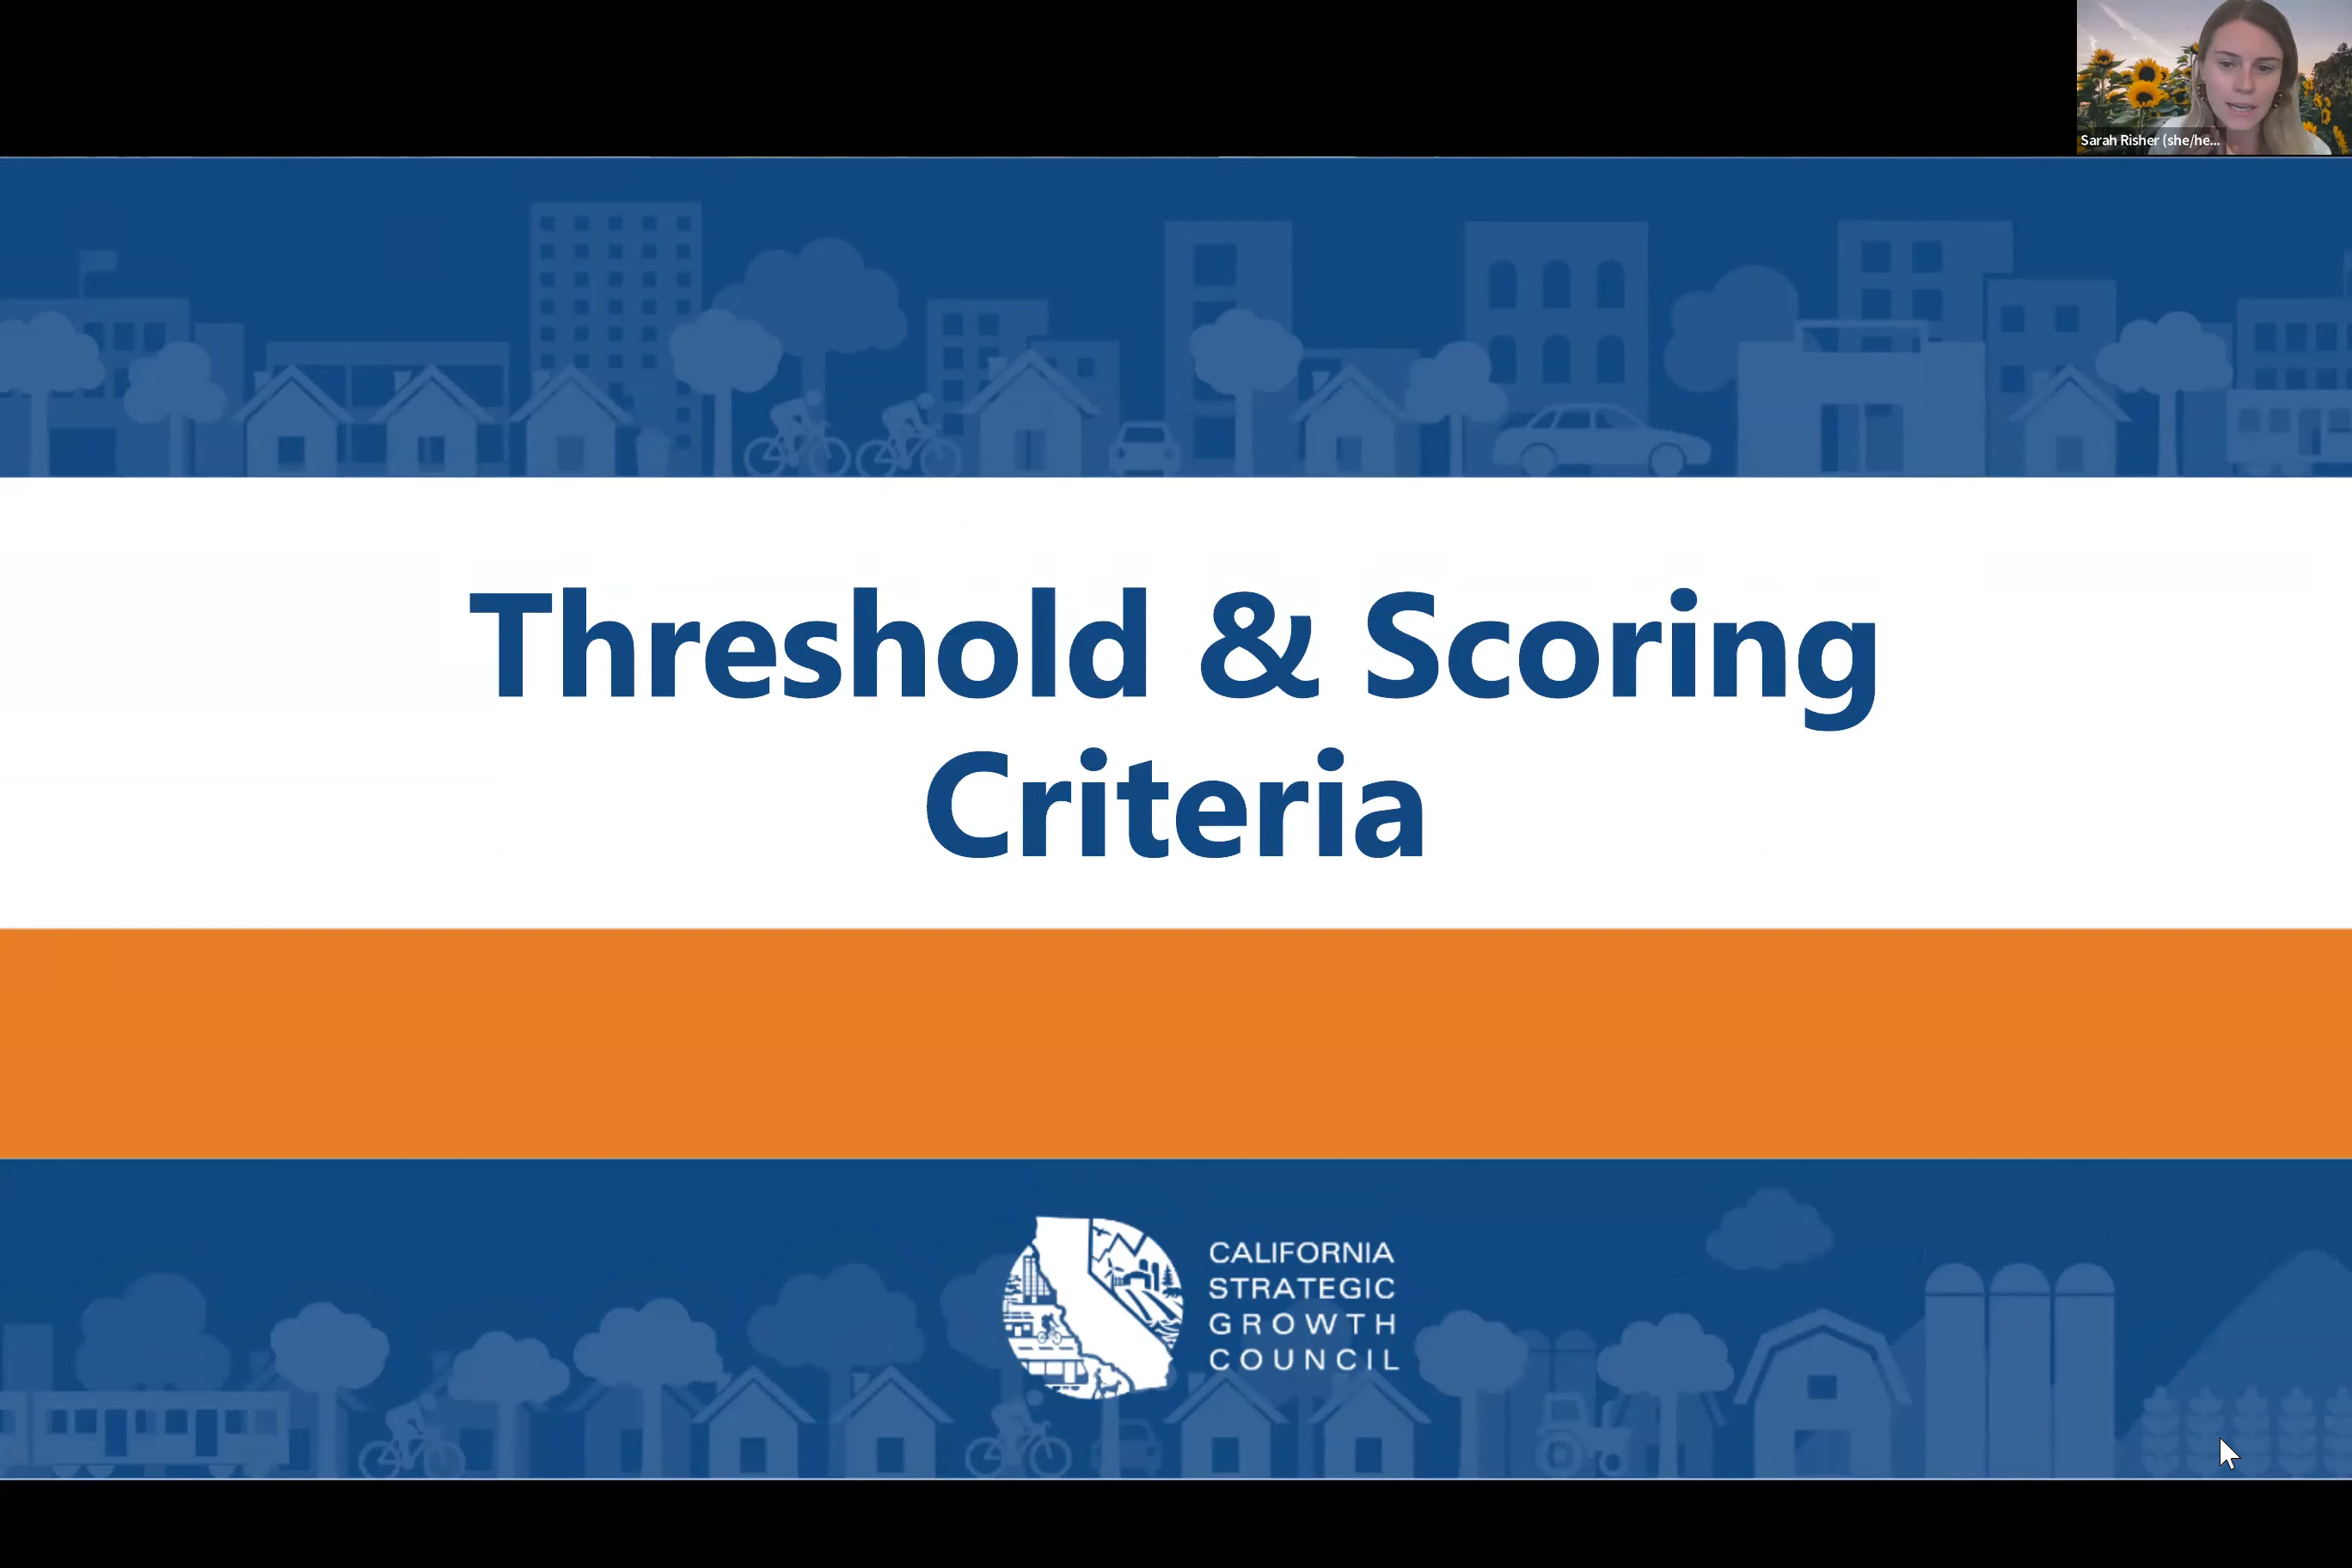 Sarah Risher (she/he...
Threshold & Scoring
Criteria
CALIFORNIA
STRATEGIC
GROWTH
COUNCIL